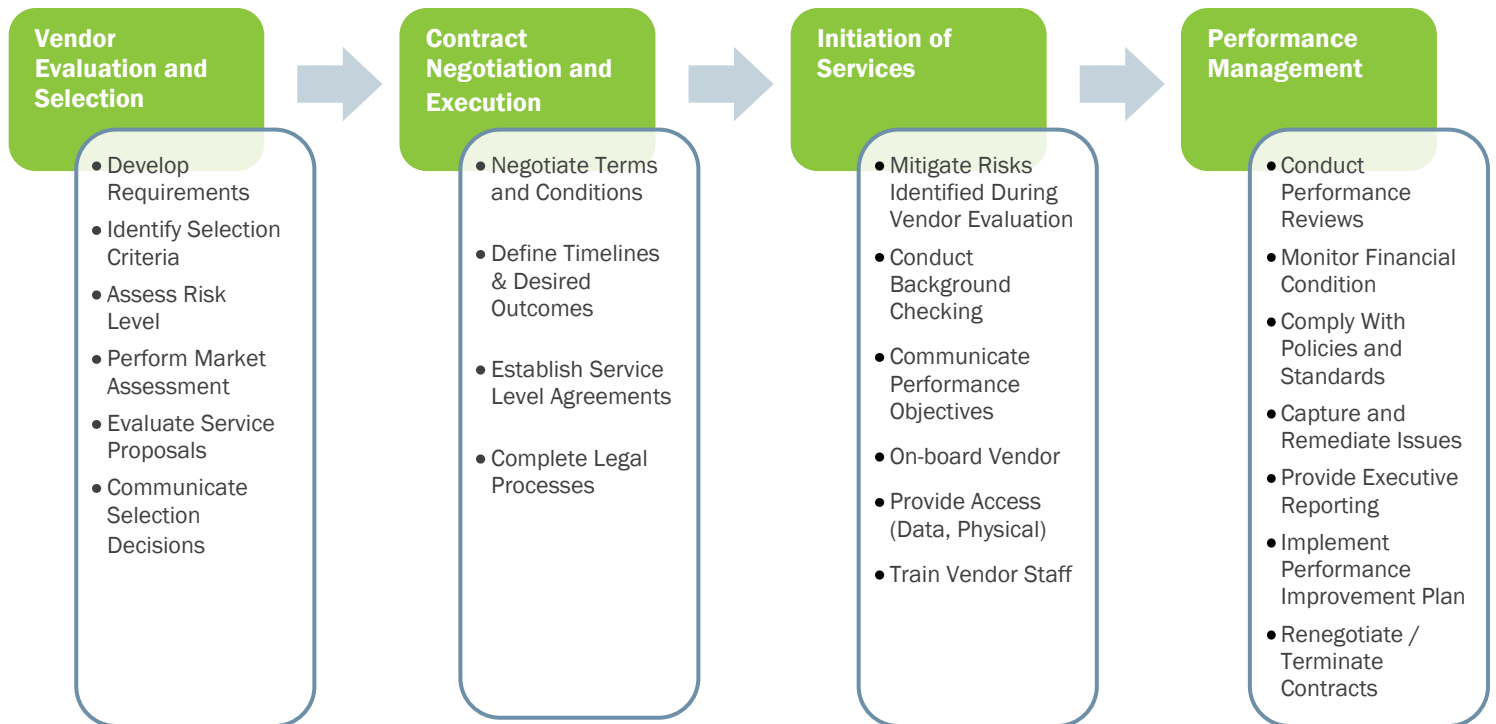 Vendor
Evaluation and
Selection
• Develop
Requirements
• Identify Selection
Criteria
• Assess Risk
Level
• Perform Market
Assessment
• Evaluate Service
Proposals
• Communicate
Selection
Decisions
Contract
Negotiation and
Execution
• Negotiate Terms
and Conditions
• Define Timelines
& Desired
Outcomes
• Establish Service
Level Agreements
• Complete Legal
Processes
Initiation of
Services
• Mitigate Risks
Identified During
Vendor Evaluation
• Conduct
Background
Checking
• Communicate
Performance
Objectives
• On-board Vendor
• Provide Access
(Data, Physical)
• Train Vendor Staff
Performance
Management
• Conduct
Performance
Reviews
• Monitor Financial
Condition
• Comply With
Policies and
Standards
• Capture and
Remediate Issues
• Provide Executive
Reporting
• Implement
Performance
Improvement Plan
• Renegotiate /
Terminate
Contracts